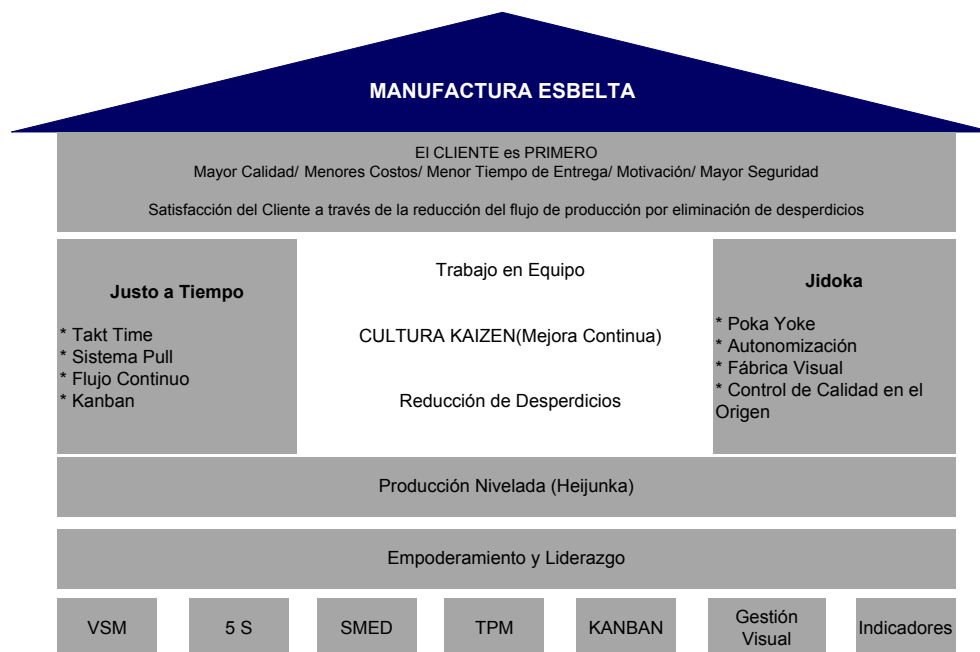 MANUFACTURA ESBELTA
El CLIENTE es PRIMERO
Mayor Calidad/ Menores Costos/ Menor Tiempo de Entrega/ Motivación/ Mayor Seguridad
Satisfacción del Cliente a través de la reducción del flujo de producción por eliminación de desperdicios
Justo a Tiempo
* Takt Time
* Sistema Pull
* Flujo Continuo
* Kanban
Trabajo en Equipo
CULTURA KAIZEN(Mejora Continua)
Reducción de Desperdicios
Jidoka
* Poka Yoke
* Autonomización
* Fábrica Visual
* Control de Calidad en el
Origen
Producción Nivelada (Heijunka)
Empoderamiento y Liderazgo
VSM
5 S
SMED
TPM
KANBAN
Gestión
Visual
Indicadores